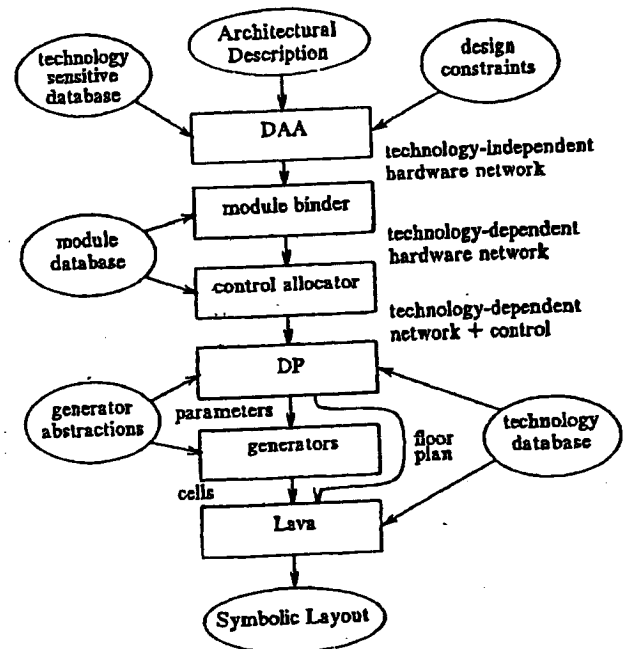 Architectural
Description
technology
sensitive
database
design
constraints
DAA
technology-independent
hardware network
module binder
module
database
technology-dependent
hardware network
control allocator
technology-dependent
network + control
DP
generator
abstractions
parameters
generators
floor
plan
technology
database
cells
Lava
Symbolic Layout